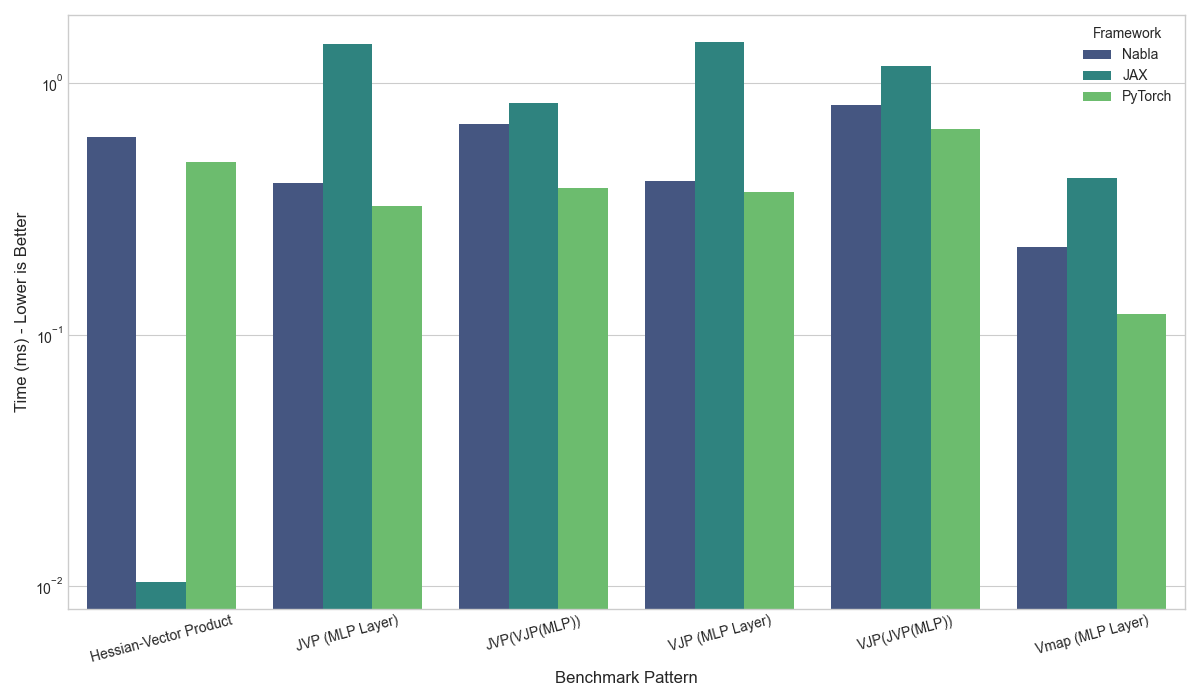 Framework
Nabla
JAX
PyTorch
Time (ms) - Lower is Better
10⁰
10⁻¹
10⁻²
Hessian-Vector Product
JVP (MLP Layer)
JVP(VJP(MLP))
VJP (MLP Layer)
VJP(JVP(MLP))
Vmap (MLP Layer)
Benchmark Pattern